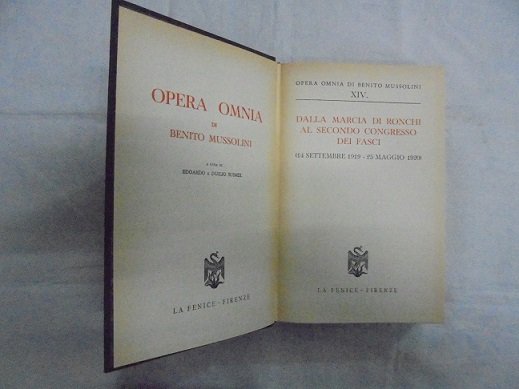 OPERA OMNIA
DI
BENITO MUSSOLINI
A CURA DI
EDOARDO E DUILIO SUSMEL
LA FENICE - FIRENZE
OPERA OMNIA DI BENITO MUSSOLINI
XIV.
DALLA MARCIA DI RONCHI
AL SECONDO CONGRESSO
DEI FASCI
(14 SETTEMBRE 1919 - 25 MAGGIO 1920)
LA FENICE - FIRENZE